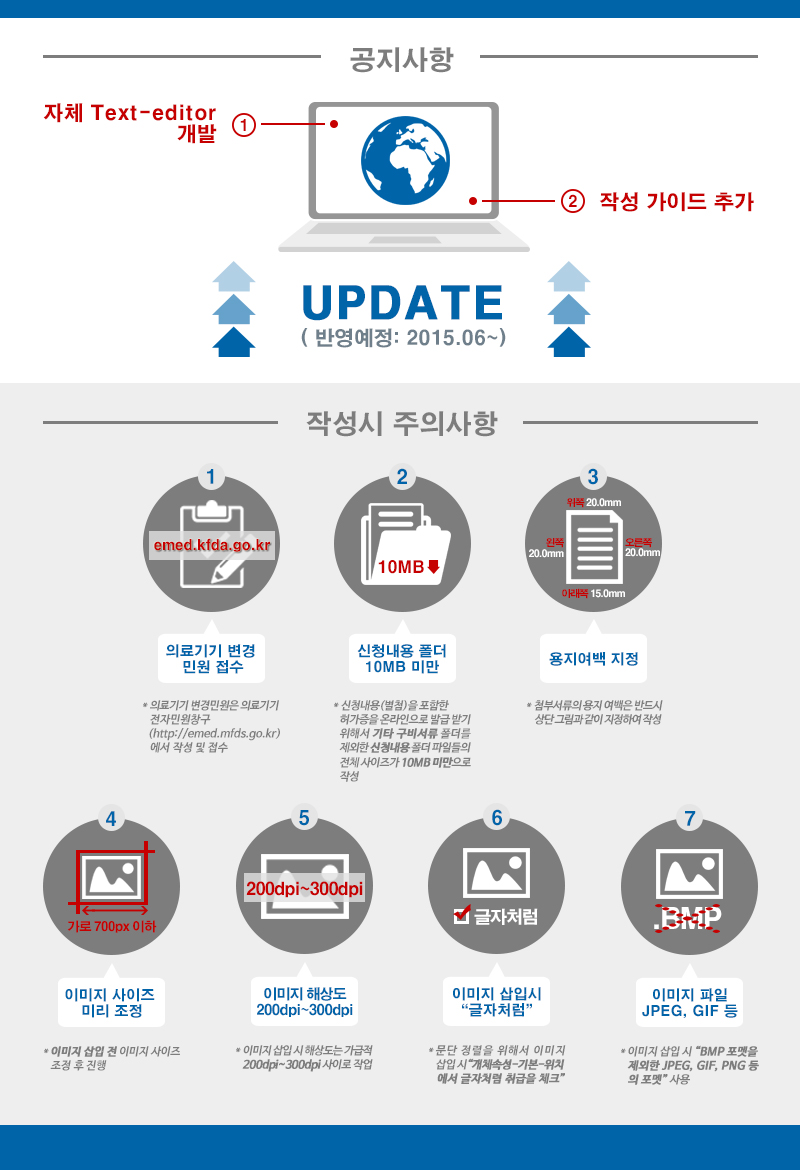 공지사항
자체 Text-editor
개발
①
② 작성 가이드 추가
UPDATE
( 반영예정: 2015.06~)
작성시 주의사항
1
emed.kfda.go.kr
의료기기 변경
민원 접수
* 의료기기 변경민원은 의료기기
전자민원창구
(http://emed.mfds.go.kr)
에서 작성 및 접수
2
10MB
신청내용 폴더
10MB 미만
* 신청내용(별첨)을 포함한
허가증을 온라인으로 발급 받기
위해서 기타 구비서류 폴더를
제외한 신청내용 폴더 파일들의
전체 사이즈가 10MB 미만으로
작성
3
위쪽 20.0mm
왼쪽
20.0mm
오른쪽
20.0mm
아래쪽 15.0mm
용지여백 지정
* 첨부서류의 용지 여백은 반드시
상단 그림과 같이 지정하여 작성
4
가로 700px 이하
이미지 사이즈
미리 조정
* 이미지 삽입 전 이미지 사이즈
조정 후 진행
5
200dpi~300dpi
이미지 해상도
200dpi~300dpi
* 이미지 삽입 시 해상도는 가급적
200dpi~300dpi 사이로 작업
6
글자처럼
이미지 삽입시
“글자처럼”
* 문단 정렬을 위해서 이미지
삽입 시 “개체속성-기본-위치
에서 글자처럼 취급을 체크”
7
.BMP
이미지 파일
JPEG, GIF 등
* 이미지 삽입 시 “BMP 포맷을
제외한 JPEG, GIF, PNG 등
의 포맷” 사용